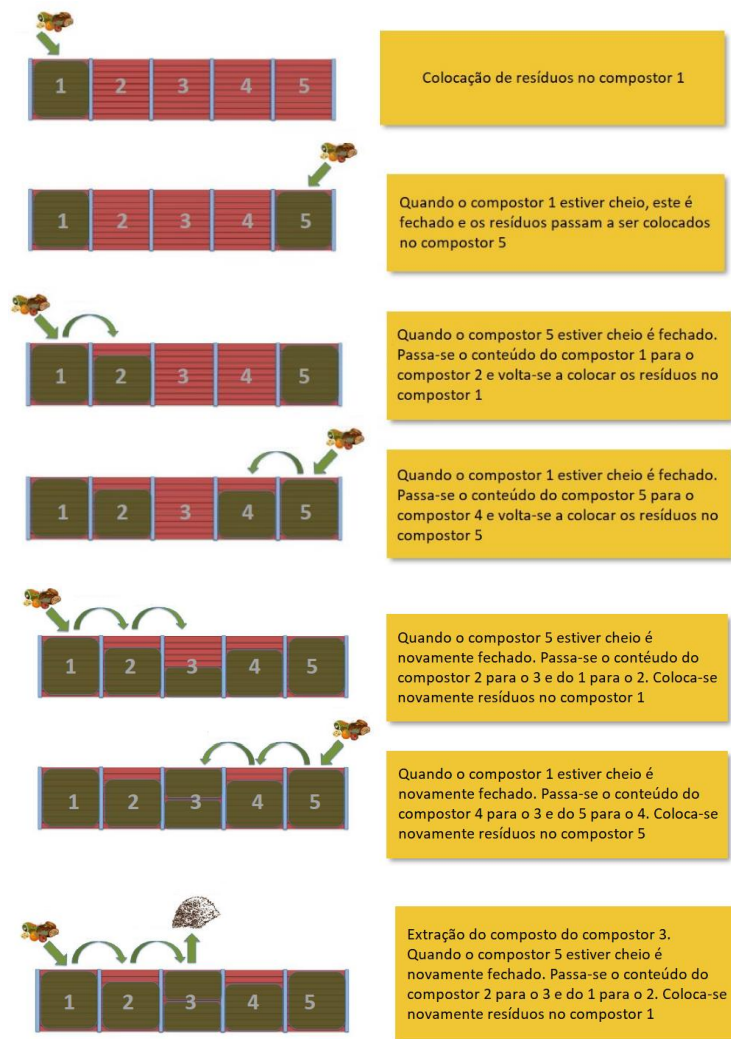 1 2 3 4 5
Colocação de resíduos no compostor 1
1 2 3 4 5
Quando o compostor 1 estiver cheio, este é
fechado e os resíduos passam a ser colocados
no compostor 5
1 2 3 4 5
Quando o compostor 5 estiver cheio é fechado.
Passa-se o conteúdo do compostor 1 para o
compostor 2 e volta-se a colocar os resíduos no
compostor 1
1 2 3 4 5
Quando o compostor 1 estiver cheio é fechado.
Passa-se o conteúdo do compostor 5 para o
compostor 4 e volta-se a colocar os resíduos no
compostor 5
1 2 3 4 5
Quando o compostor 5 estiver cheio é
novamente fechado. Passa-se o contéudo do
compostor 2 para o 3 e do 1 para o 2. Coloca-se
novamente resíduos no compostor 1
1 2 3 4 5
Quando o compostor 1 estiver cheio é
novamente fechado. Passa-se o conteúdo do
compostor 4 para o 3 e do 5 para o 4. Coloca-se
novamente resíduos no compostor 5
1 2 3 4 5
Extração do composto do compostor 3.
Quando o compostor 5 estiver cheio é
novamente fechado. Passa-se o conteúdo do
compostor 2 para o 3 e do 1 para o 2. Coloca-se
novamente resíduos no compostor 1